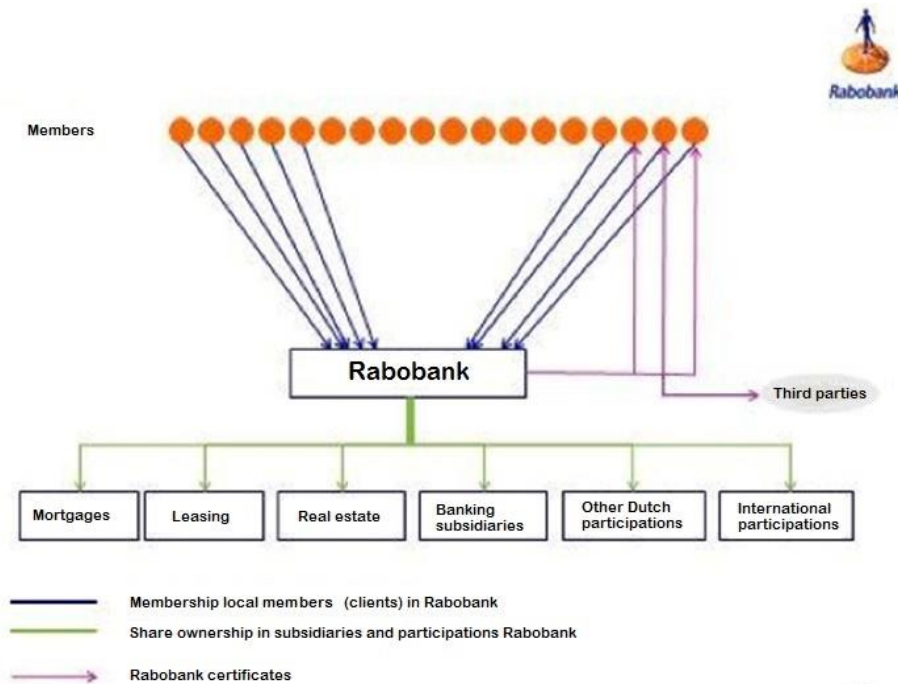 Rabobank
Members
Rabobank
Third parties
Mortgages
Leasing
Real estate
Banking
subsidiaries
Other Dutch
participations
International
participations
Membership local members (clients) in Rabobank
Share ownership in subsidiaries and participations Rabobank
Rabobank certificates